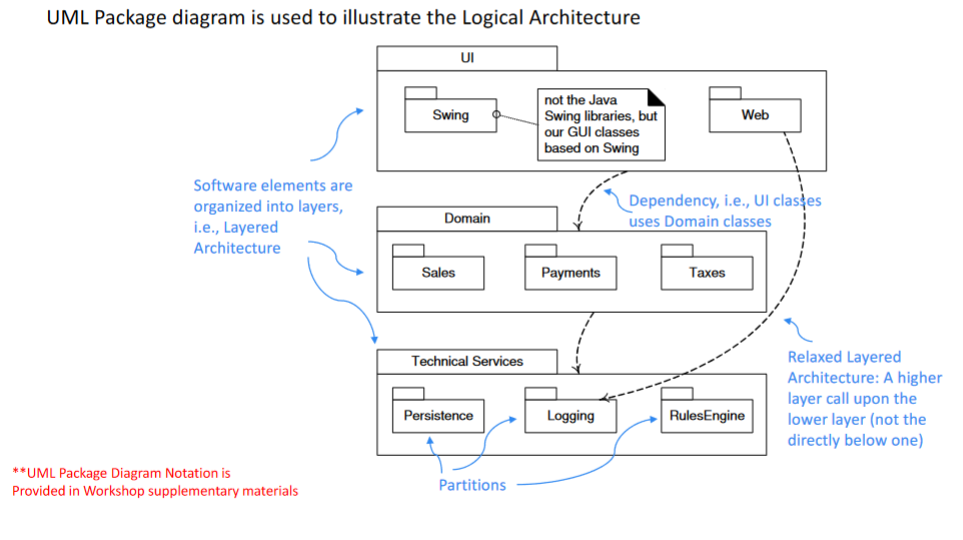 UML Package diagram is used to illustrate the Logical Architecture
UI
Swing
not the Java
Swing libraries, but
our GUI classes
based on Swing
Web
Software elements are
organized into layers,
i.e., Layered
Architecture
Dependency, i.e., UI classes
uses Domain classes
Domain
Sales
Payments
Taxes
Relaxed Layered
Architecture: A higher
layer call upon the
lower layer (not the
directly below one)
Technical Services
Persistence
Logging
RulesEngine
Partitions
**UML Package Diagram Notation is
Provided in Workshop supplementary materials